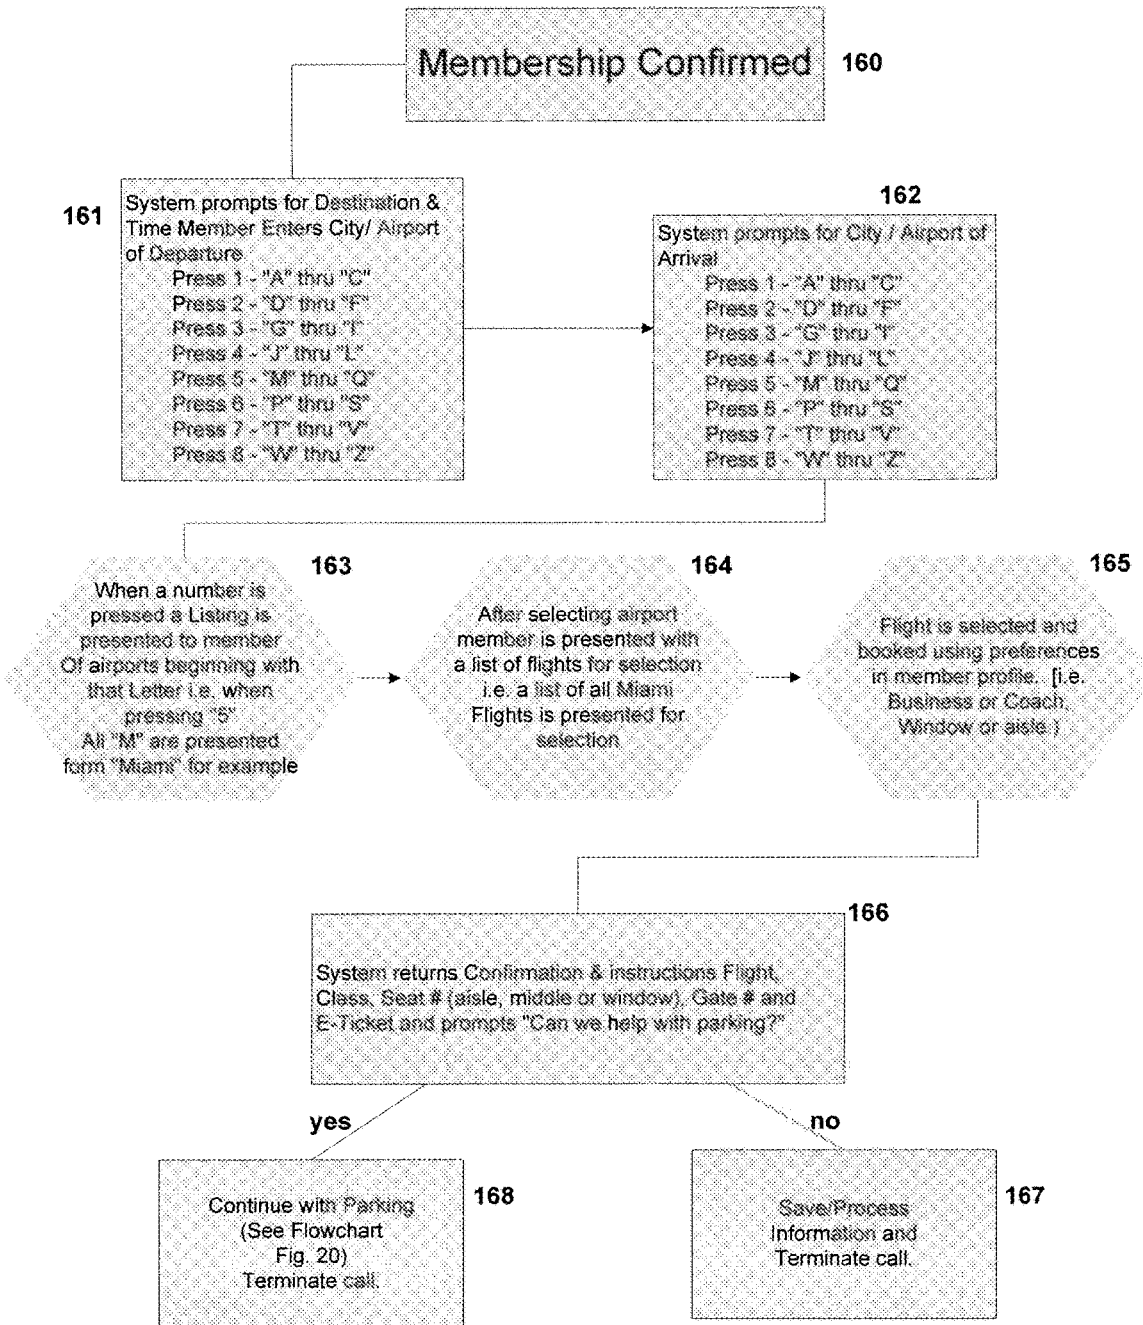 Membership Confirmed
160
161
System prompts for Destination &
Time Member Enters City/ Airport
of Departure
Press 1 - "A" thru "C"
Press 2 - "D" thru "F"
Press 3 - "G" thru "I"
Press 4 - "J" thru "L"
Press 5 - "M" thru "Q"
Press 6 - "P" thru "S"
Press 7 - "T" thru "V"
Press 8 - "W" thru "Z"
162
System prompts for City / Airport of
Arrival
Press 1 - "A" thru "C"
Press 2 - "D" thru "F"
Press 3 - "G" thru "I"
Press 4 - "J" thru "L"
Press 5 - "M" thru "Q"
Press 6 - "P" thru "S"
Press 7 - "T" thru "V"
Press 8 - "W" thru "Z"
163
When a number is
pressed a Listing is
presented to member
Of airports beginning with
that Letter i.e. when
pressing "5"
All "M" are presented
form "Miami" for example
164
After selecting airport
member is presented with
a list of flights for selection
i.e. a list of all Miami
Flights is presented for
selection
165
Flight is selected and
booked using preferences
in member profile. [i.e.
Business or Coach,
Window or aisle.)
166
System returns Confirmation & instructions Flight,
Class, Seat # (aisle, middle or window), Gate # and
E-Ticket and prompts "Can we help with parking?"
yes
no
168
Continue with Parking
(See Flowchart
Fig. 20)
Terminate call.
167
Save/Process
Information and
Terminate call.